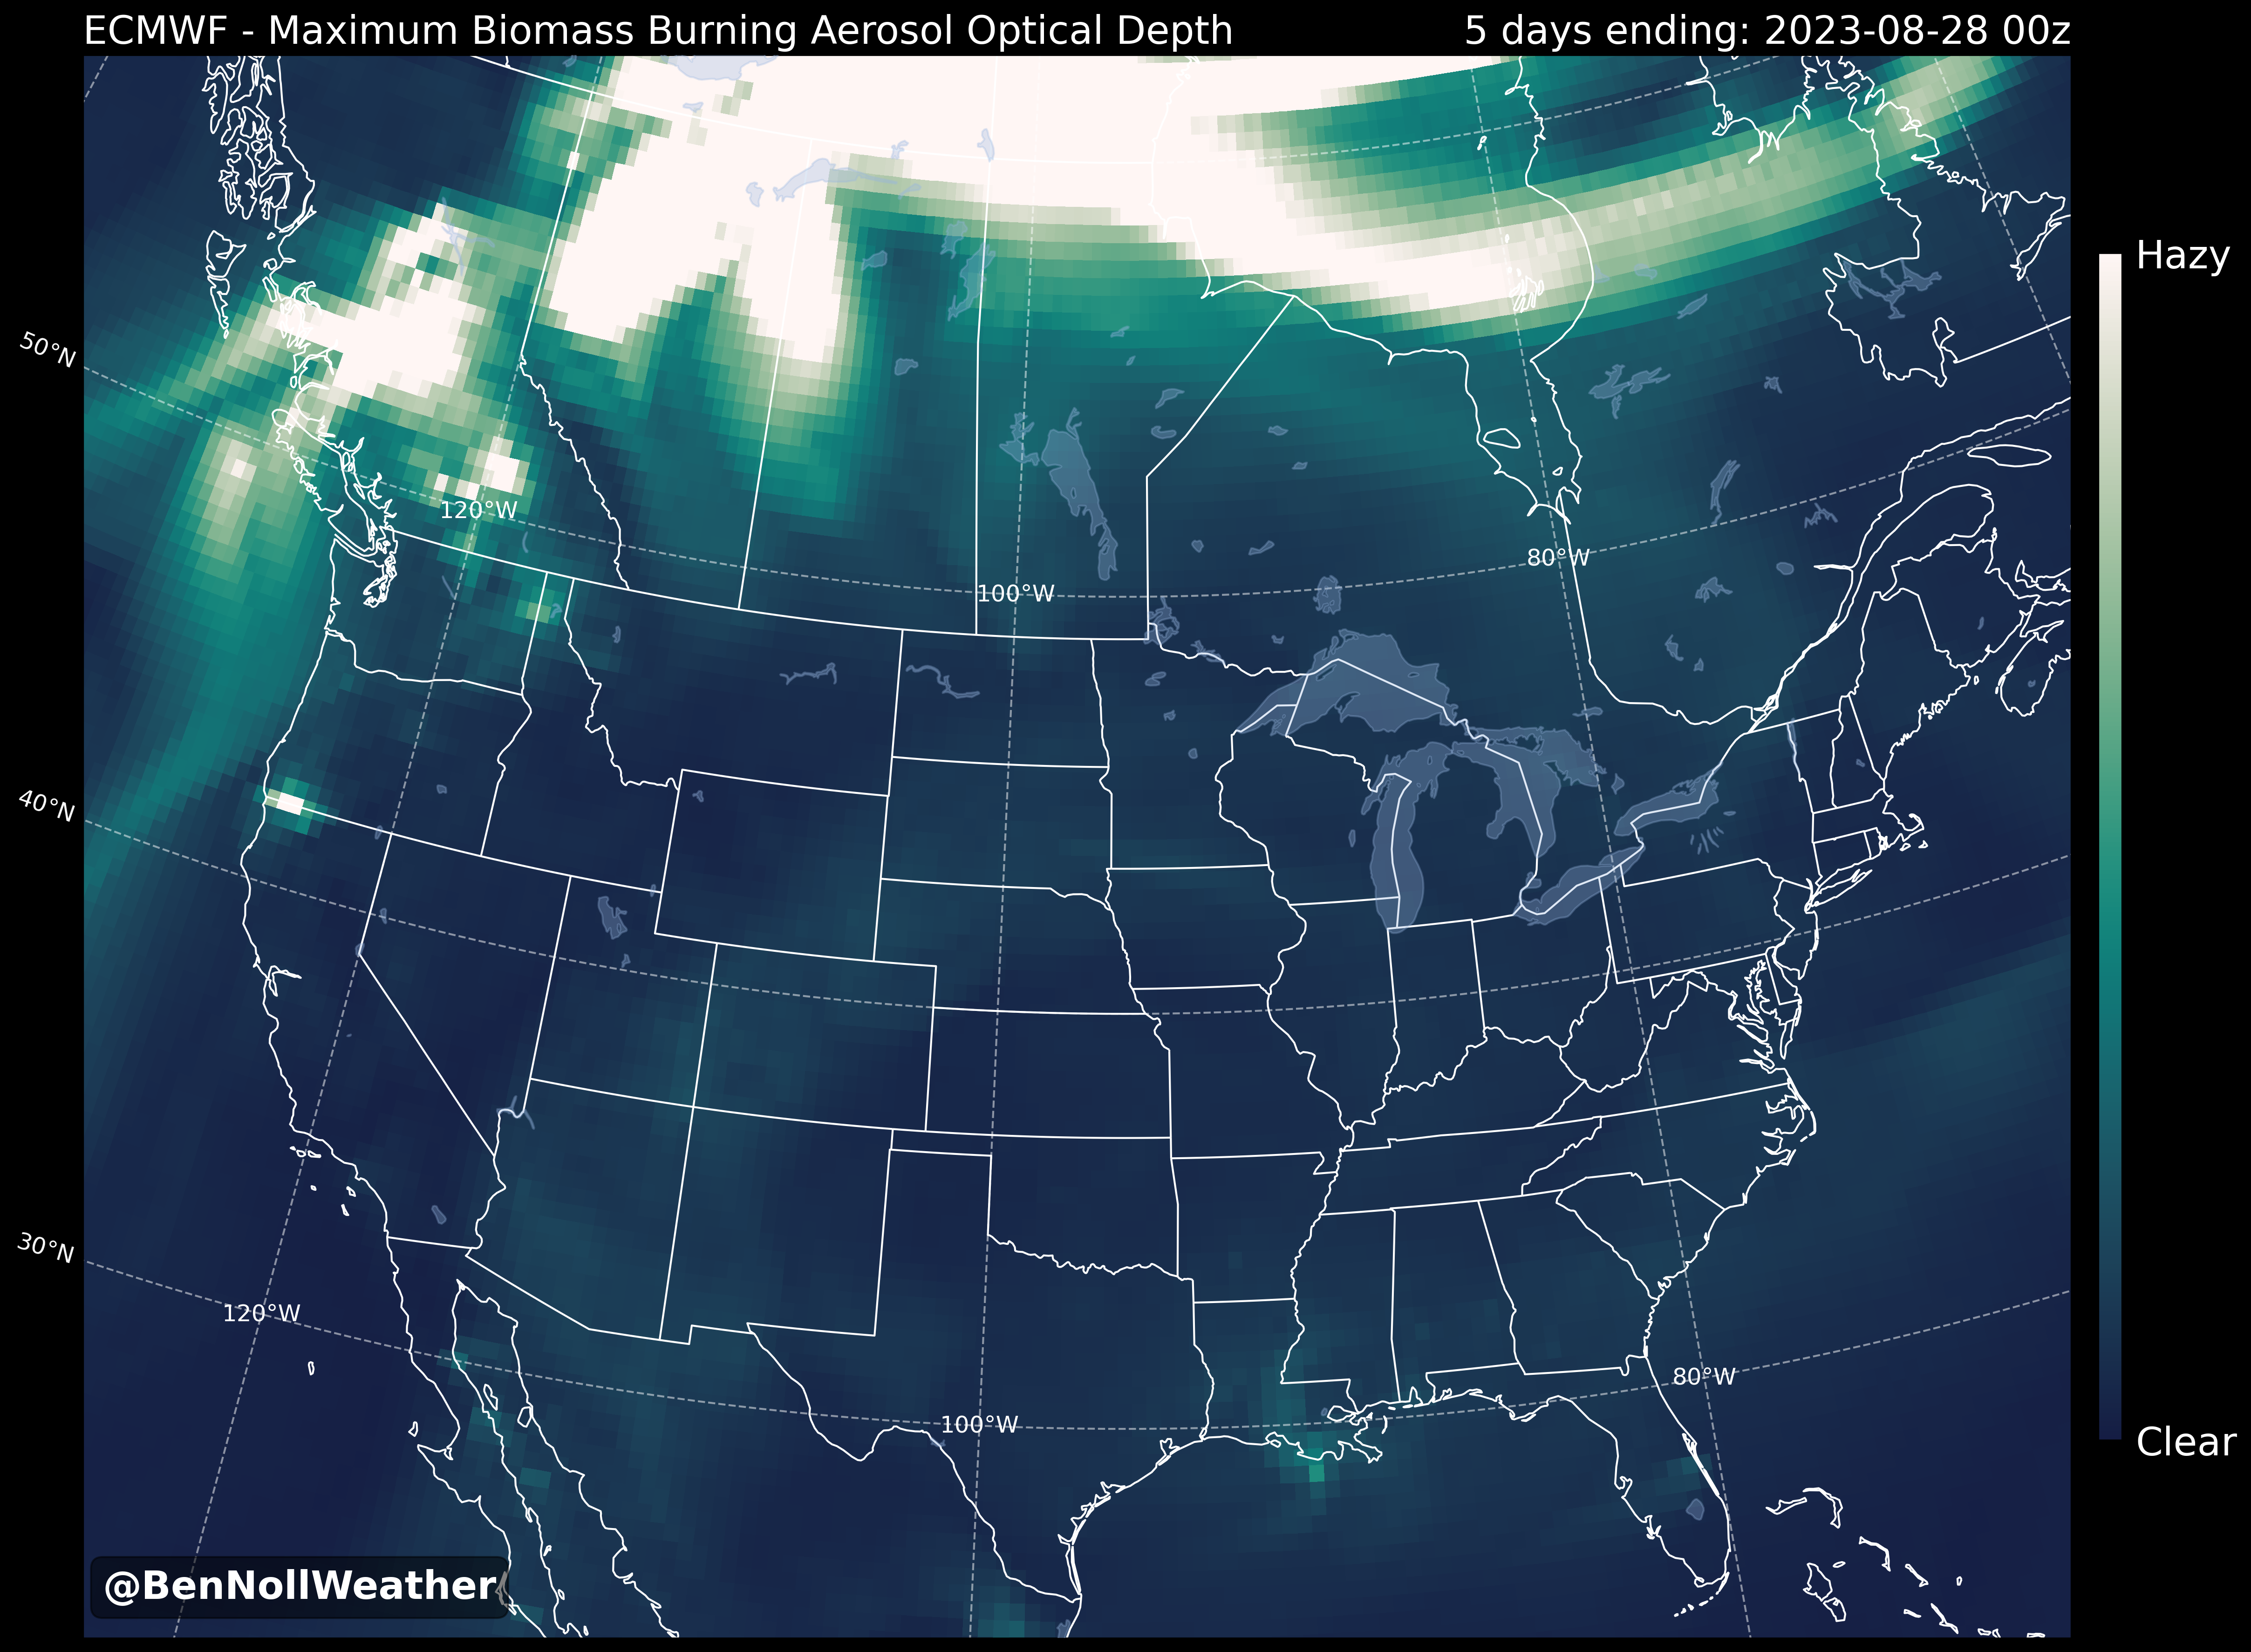 ECMWF - Maximum Biomass Burning Aerosol Optical Depth
5 days ending: 2023-08-28 00z
Hazy
50°N
120°W
80°W
100°W
40°N
30°N
120°W
80°W
100°W
Clear
@BenNollWeather